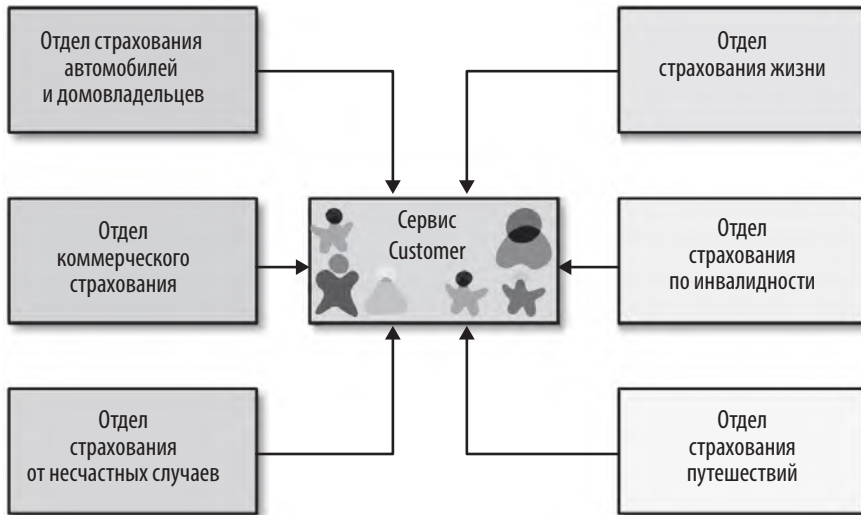 Отдел страхования
автомобилей
и домовладельцев
Отдел
страхования жизни
Отдел
коммерческого
страхования
Сервис
Customer
Отдел
страхования
по инвалидности
Отдел
страхования
от несчастных случаев
Отдел
страхования
путешествий